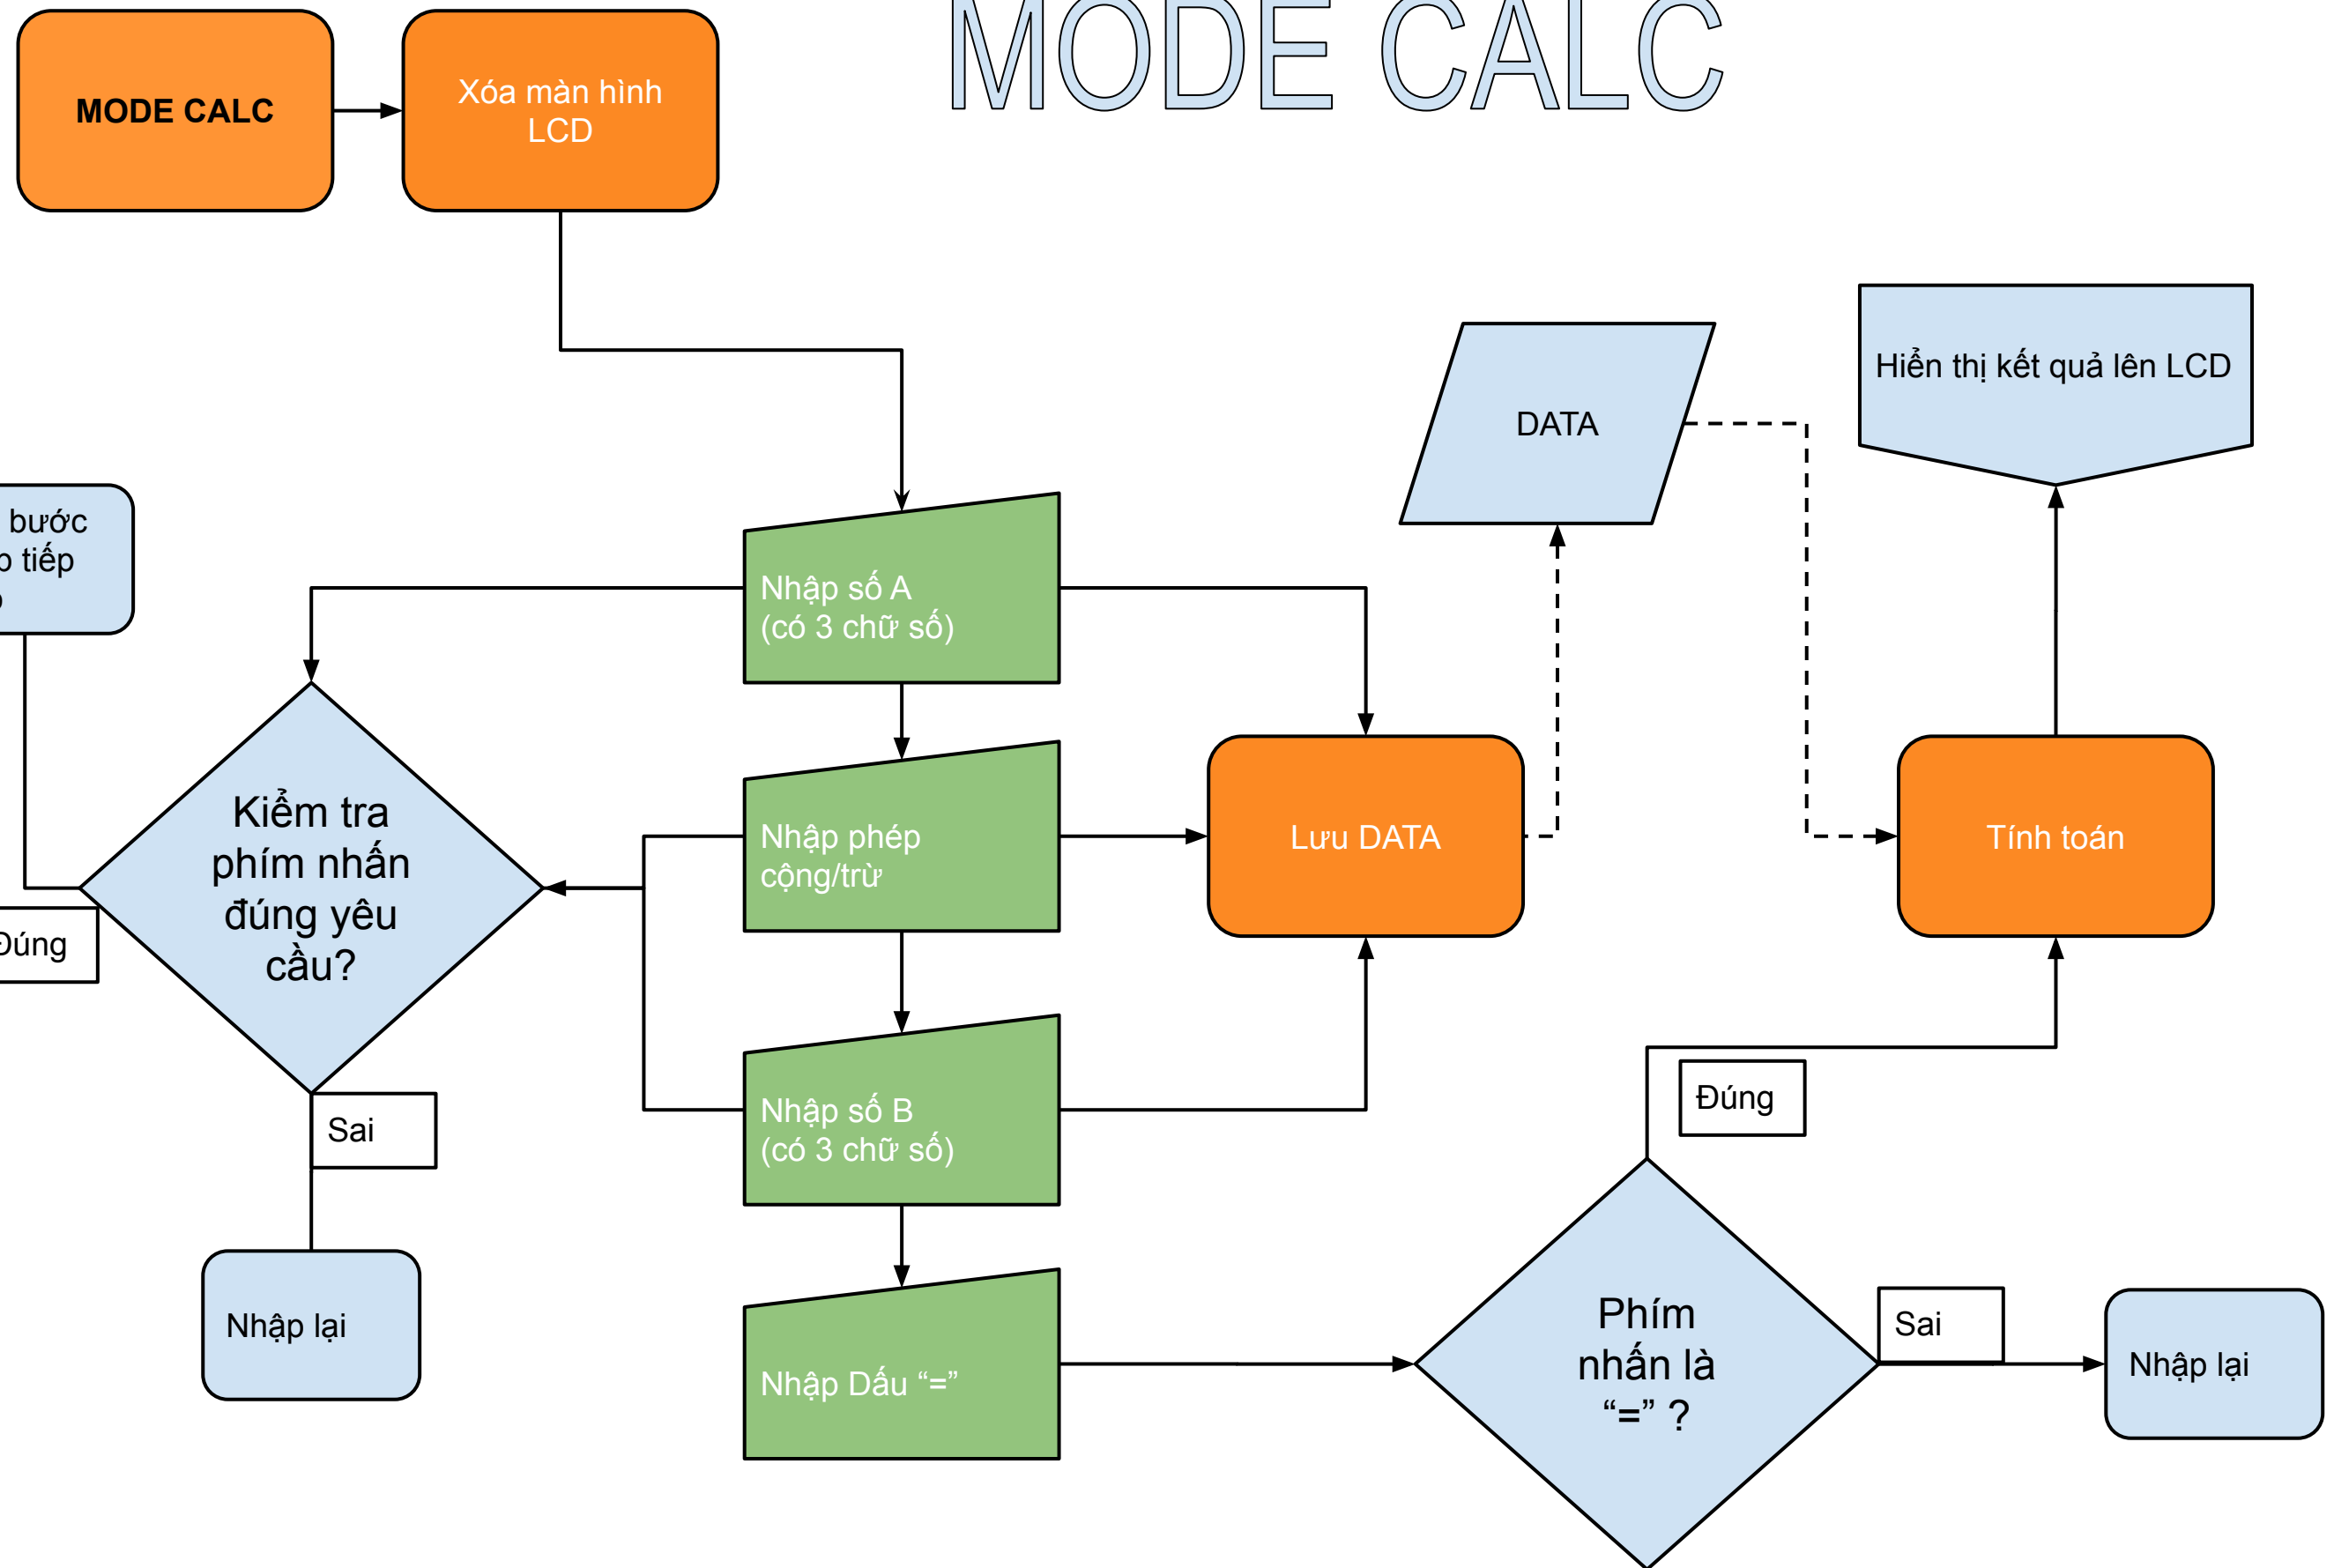 MODE CALC
MODE CALC
Xóa màn hình
LCD
Hiển thị kết quả lên LCD
DATA
bước
tiếp
Nhập số A
(có 3 chữ số)
Kiểm tra
phím nhấn
đúng yêu
cầu?
Nhập phép
cộng/trừ
Lưu DATA
Tính toán
Đúng
Nhập số B
(có 3 chữ số)
Sai
Đúng
Nhập lại
Nhập Dấu “=”
Phím
nhấn là
“=” ?
Sai
Nhập lại